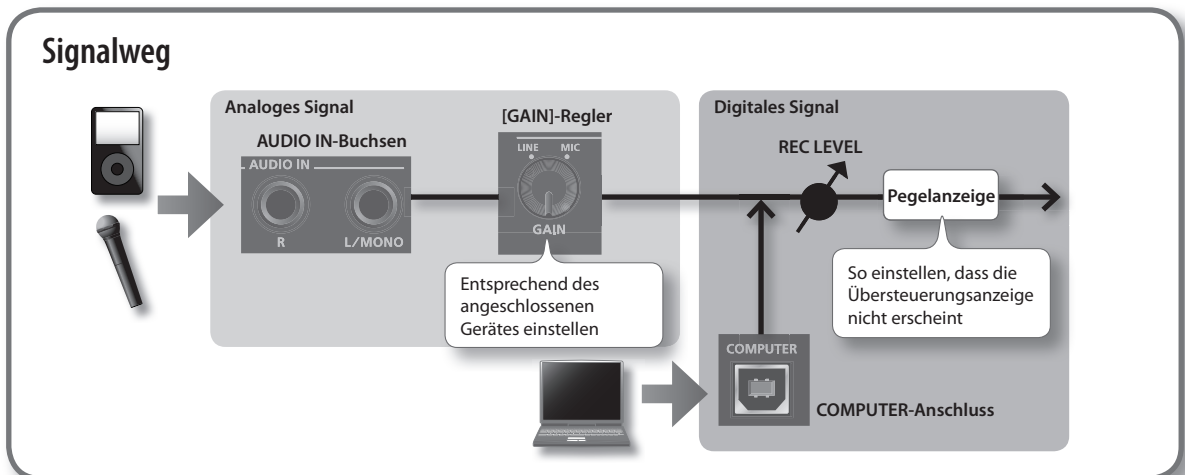 Signalweg
Analoges Signal
AUDIO IN-Buchsen
AUDIO IN
R
L/MONO
[GAIN]-Regler
LINE
MIC
GAIN
Entsprechend des
angeschlossenen
Gerätes einstellen
Digitales Signal
REC LEVEL
Pegelanzeige
So einstellen, dass die
Übersteuerungsanzeige
nicht erscheint
COMPUTER
COMPUTER-Anschluss